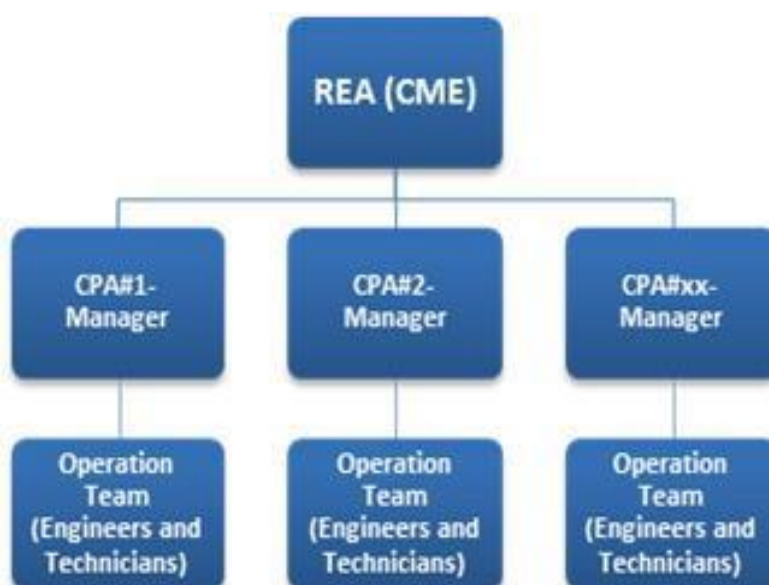 REA (CME)
CPA#1-
Manager
CPA#2-
Manager
CPA#xx-
Manager
Operation
Team
(Engineers and
Technicians)
Operation
Team
(Engineers and
Technicians)
Operation
Team
(Engineers and
Technicians)